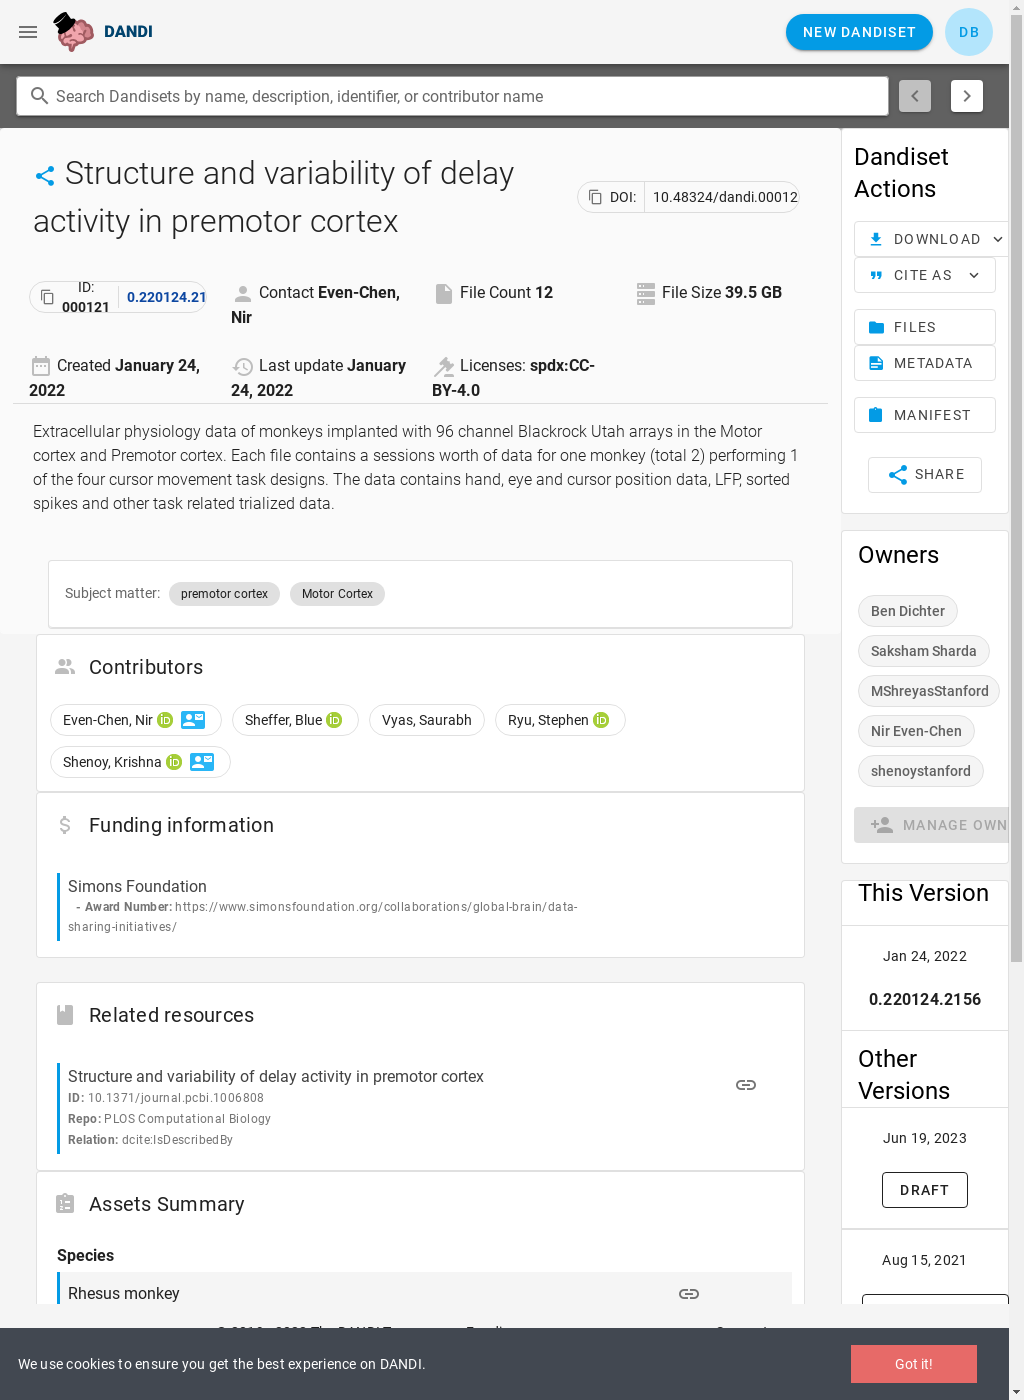 DANDI
NEW DANDISET
DB
Search Dandisets by name, description, identifier, or contributor name
Structure and variability of delay
activity in premotor cortex
DOI: 10.48324/dandi.00012
ID:
000121
0.220124.21
Contact Even-Chen,
Nir
File Count 12
File Size 39.5 GB
Created January 24,
2022
Last update January
24, 2022
Licenses: spdx:CC-
BY-4.0
Extracellular physiology data of monkeys implanted with 96 channel Blackrock Utah arrays in the Motor
cortex and Premotor cortex. Each file contains a sessions worth of data for one monkey (total 2) performing 1
of the four cursor movement task designs. The data contains hand, eye and cursor position data, LFP, sorted
spikes and other task related trialized data.
Subject matter: premotor cortex Motor Cortex
Contributors
Even-Chen, Nir Sheffer, Blue Vyas, Saurabh Ryu, Stephen
Shenoy, Krishna
Funding information
Simons Foundation
- Award Number: https://www.simonsfoundation.org/collaborations/global-brain/data-
sharing-initiatives/
Related resources
Structure and variability of delay activity in premotor cortex
ID: 10.1371/journal.pcbi.1006808
Repo: PLOS Computational Biology
Relation: dcite:IsDescribedBy
Assets Summary
Species
Rhesus monkey
Dandiset
Actions
DOWNLOAD
CITE AS
FILES
METADATA
MANIFEST
SHARE
Owners
Ben Dichter
Saksham Sharda
MShreyasStanford
Nir Even-Chen
shenoystanford
MANAGE OWN
This Version
Jan 24, 2022
0.220124.2156
Other
Versions
Jun 19, 2023
DRAFT
Aug 15, 2021
We use cookies to ensure you get the best experience on DANDI.
Got it!